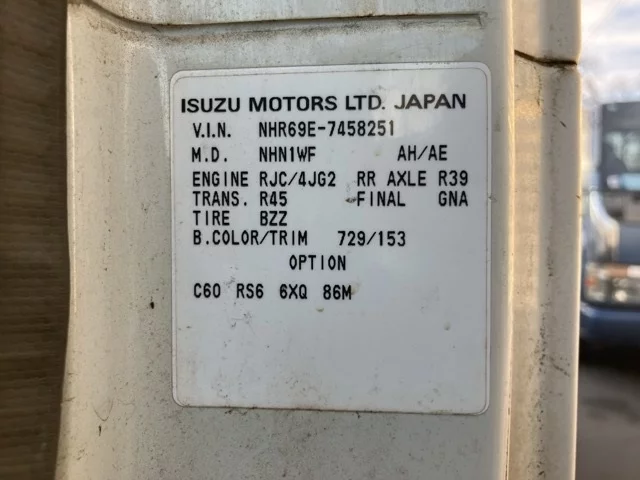 ISUZU MOTORS LTD. JAPAN
V.I.N. NHR69E-7458251
M.D. NHN1WF AH/AE
ENGINE RJC/4JG2 RR AXLE R39
TRANS. R45 FINAL GNA
TIRE BZZ
B.COLOR/TRIM 729/153
OPTION
C60 RS6 6XQ 86M